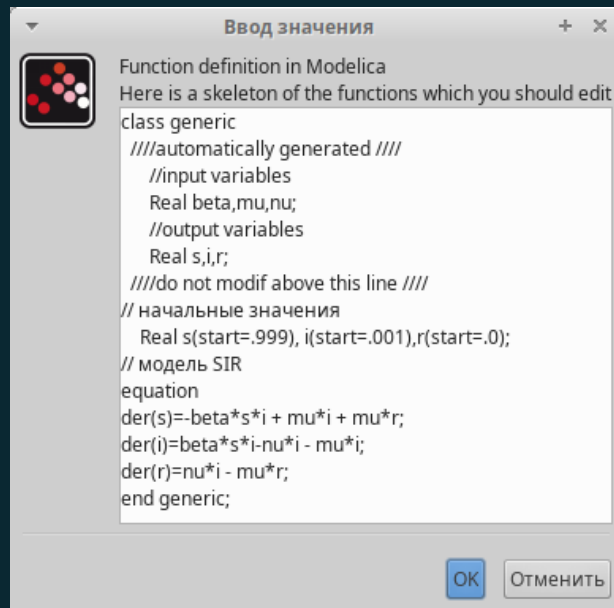 Ввод значения
Function definition in Modelica
Here is a skeleton of the functions which you should edit
class generic
////automatically generated ////
//input variables
Real beta,mu,nu;
//output variables
Real s,i,r;
////do not modif above this line ////
// начальные значения
Real s(start=.999), i(start=.001),r(start=.0);
// модель SIR
equation
der(s)=-beta*s*i + mu*i + mu*r;
der(i)=beta*s*i-nu*i - mu*i;
der(r)=nu*i - mu*r;
end generic;
OK Отменить